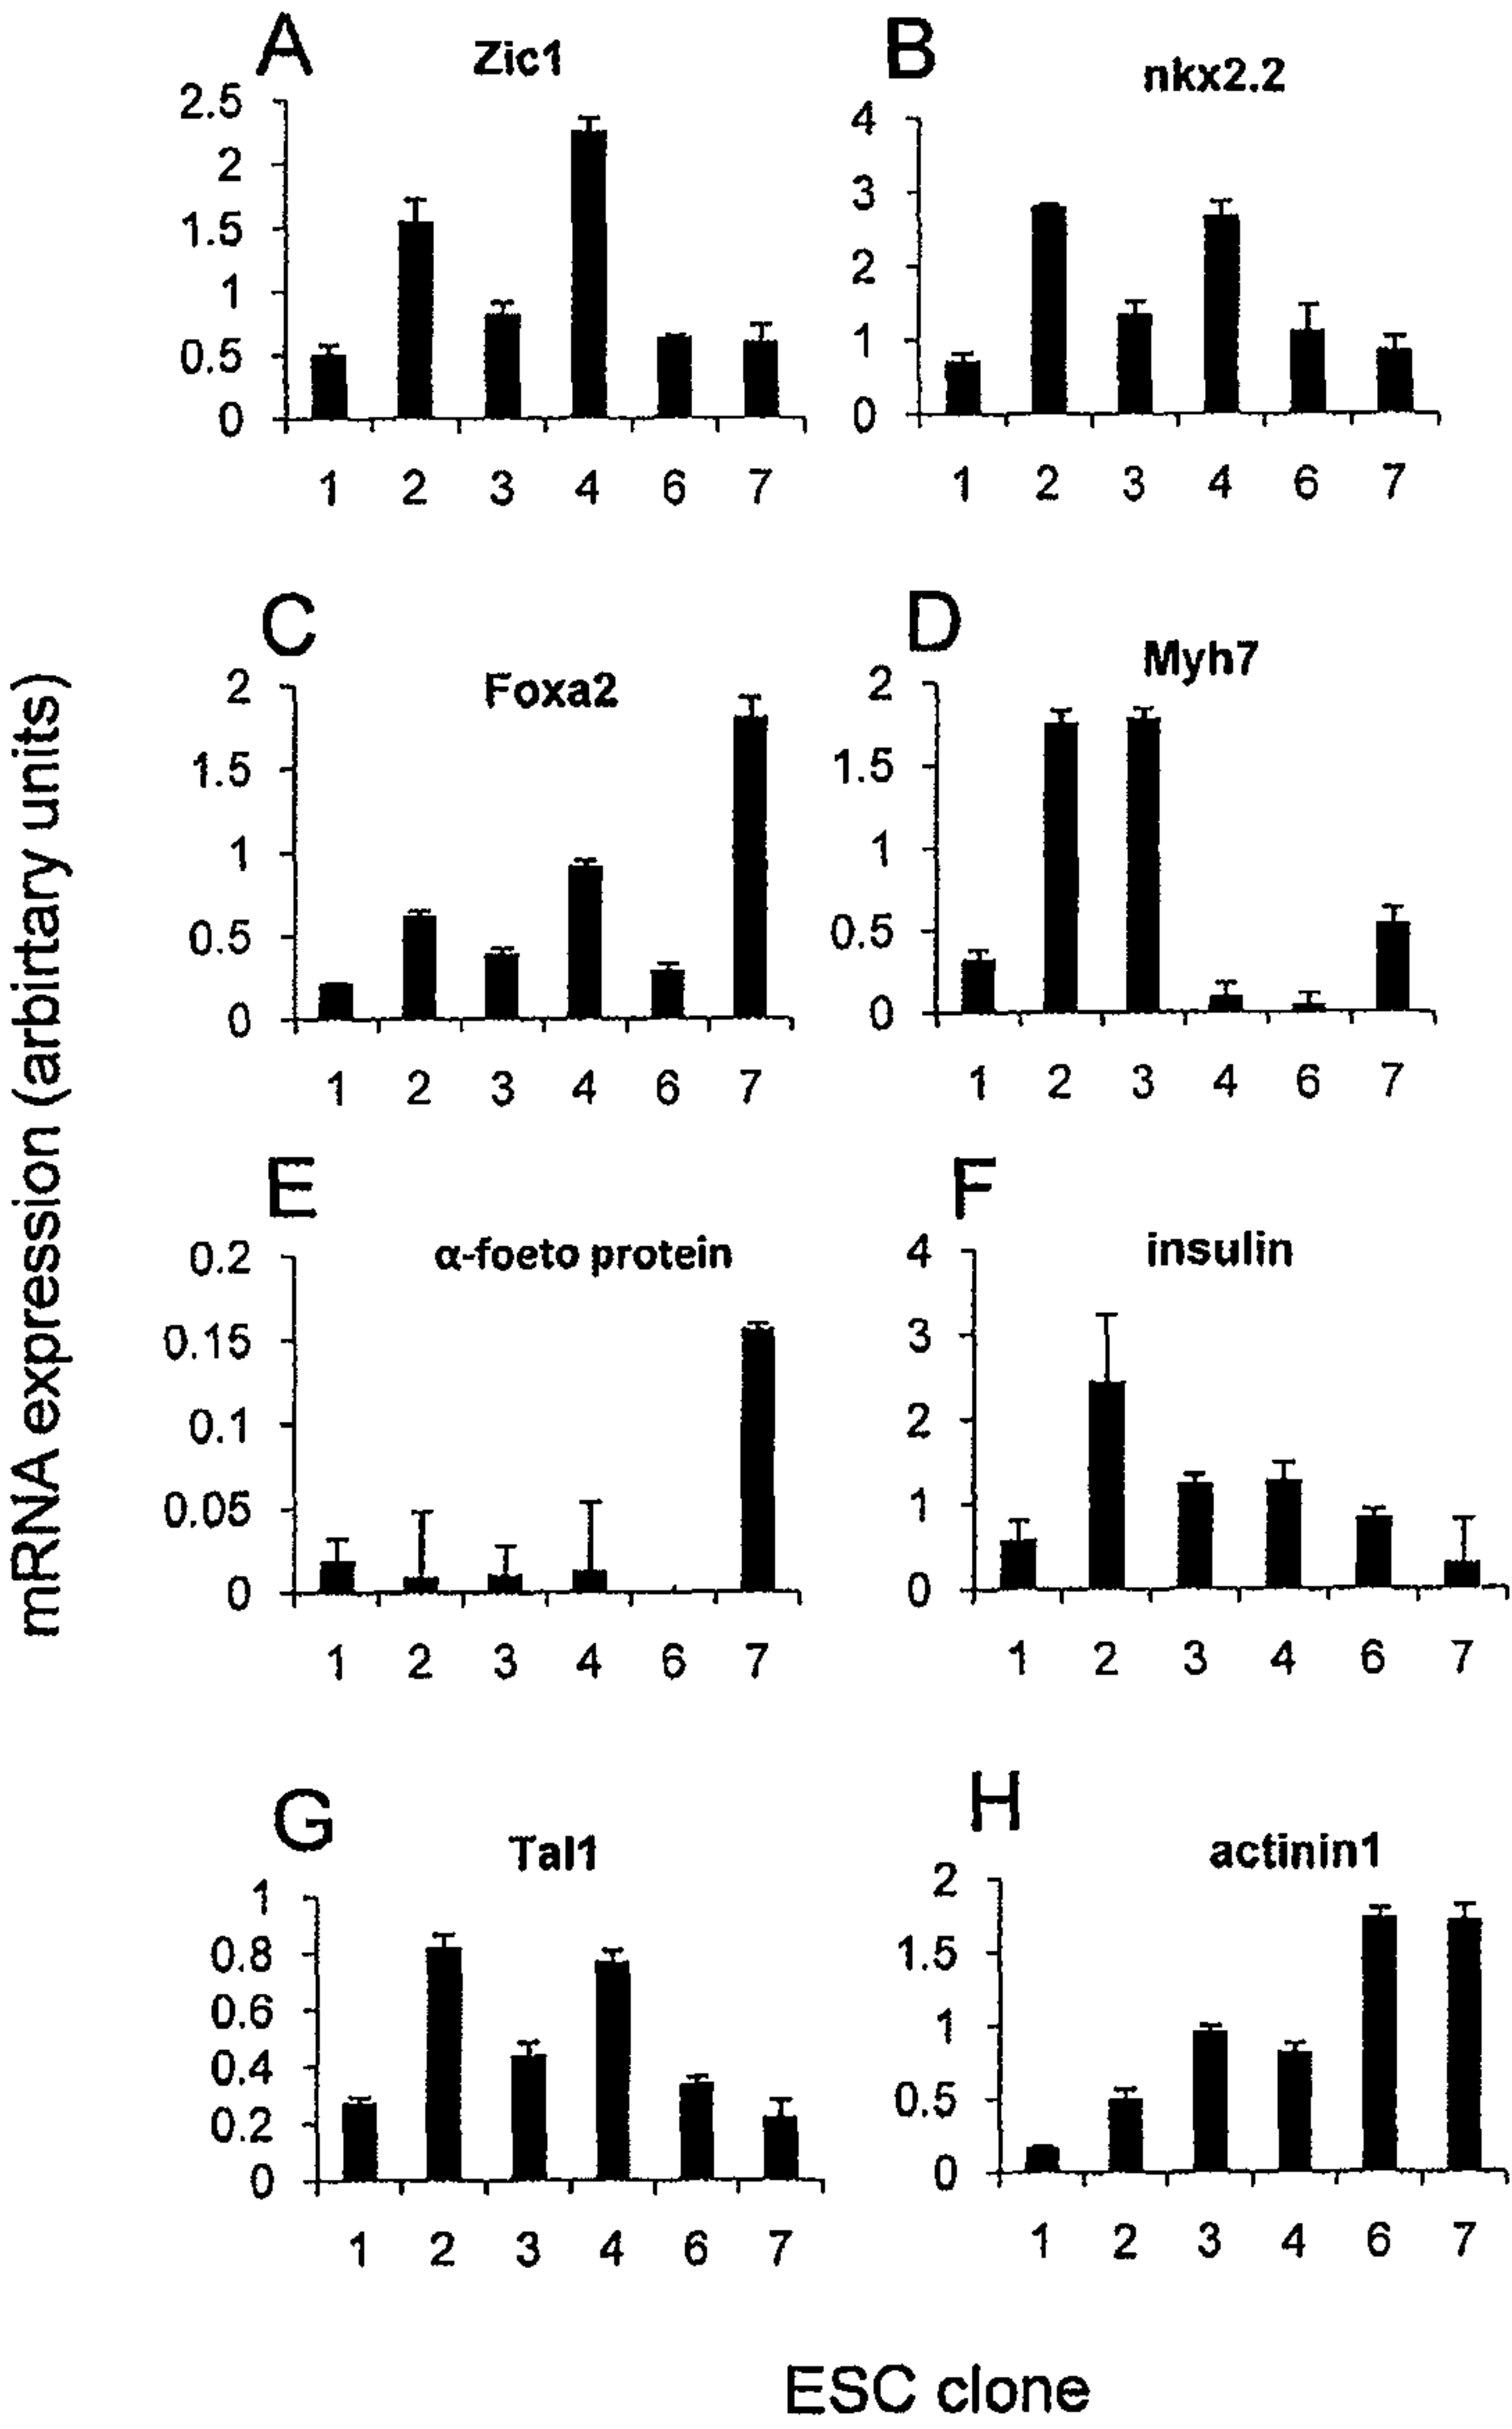 A
Zic1
2.5
2
1.5
1
0.5
0
1 2 3 4 6 7
B
nkx2.2
4
3
2
1
0
1 2 3 4 6 7
mRNA expression (arbirtary units)
C
Foxa2
2
1.5
1
0.5
0
1 2 3 4 6 7
D
Myh7
2
1.5
1
0.5
0
1 2 3 4 6 7
E
α-foeto protein
0.2
0.15
0.1
0.05
0
1 2 3 4 6 7
F
insulin
4
3
2
1
0
1 2 3 4 6 7
G
Tal1
1
0.8
0.6
0.4
0.2
0
1 2 3 4 6 7
H
actinin1
2
1.5
1
0.5
0
1 2 3 4 6 7
ESC clone